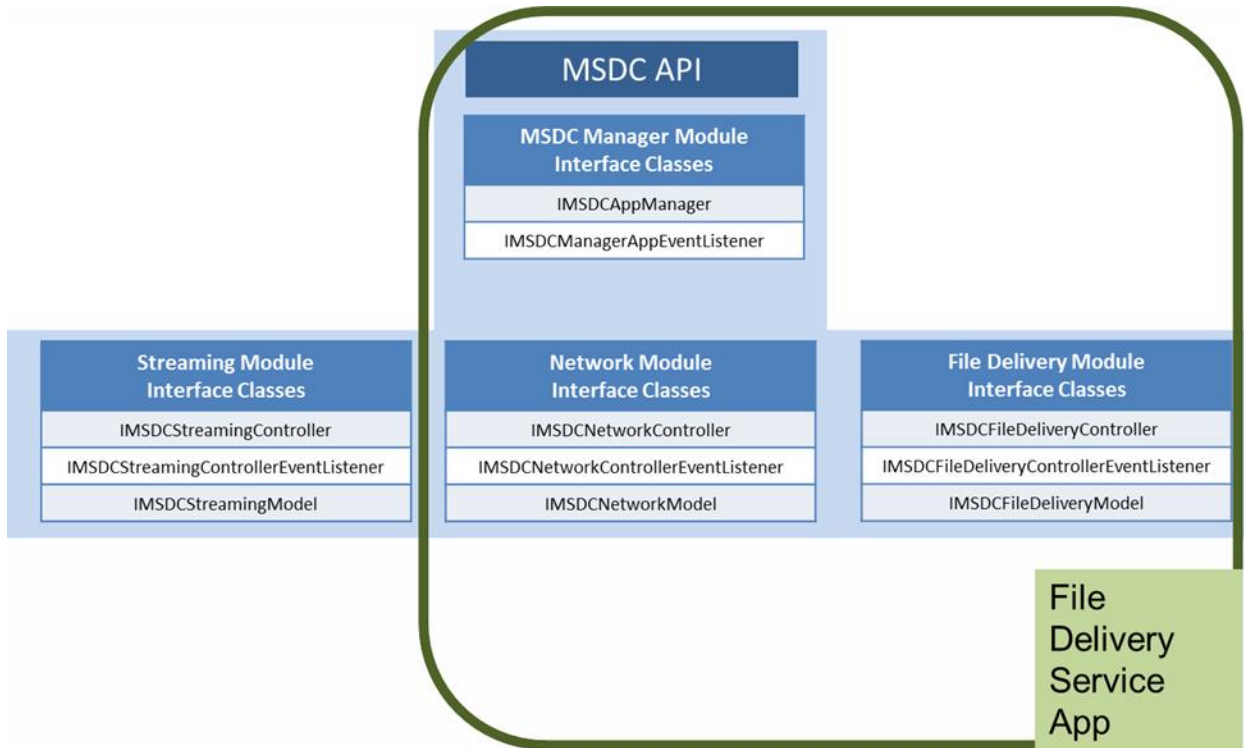 MSDC API
MSDC Manager Module
Interface Classes
IMSDCAppManager
IMSDCManagerAppEventListener
Streaming Module
Interface Classes
IMSDCStreamingController
IMSDCStreamingControllerEventListener
IMSDCStreamingModel
Network Module
Interface Classes
IMSDCNetworkController
IMSDCNetworkControllerEventListener
IMSDCNetworkModel
File Delivery Module
Interface Classes
IMSDCFileDeliveryController
IMSDCFileDeliveryControllerEventListener
IMSDCFileDeliveryModel
File
Delivery
Service
App